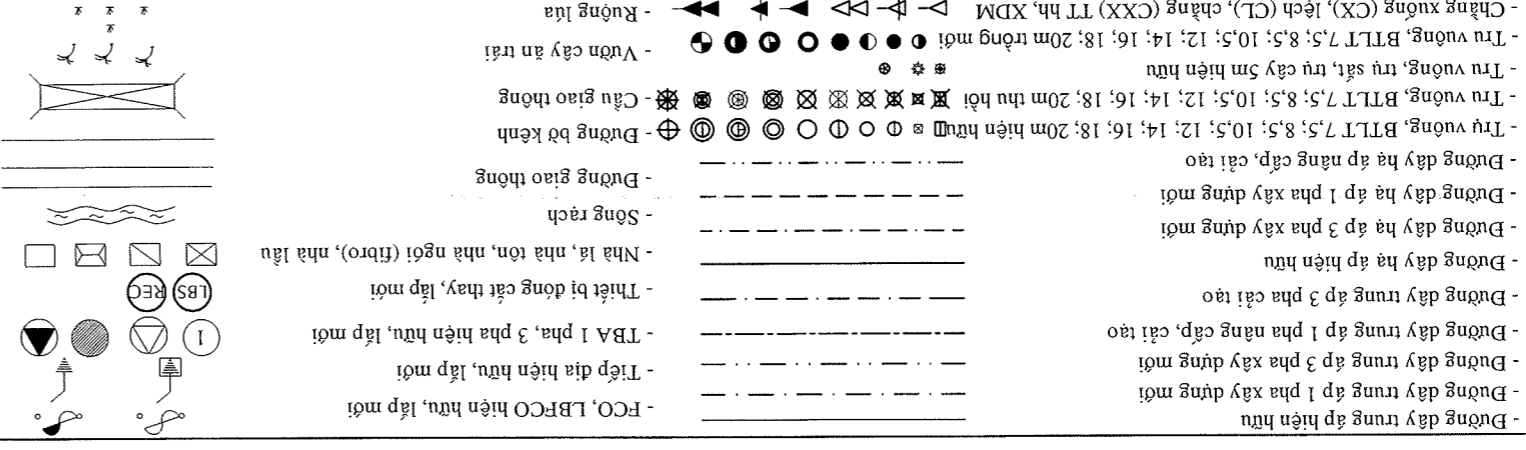 - Đường dây trung áp hiện hữu
- Đường dây trung áp 1 pha xây dựng mới
- Đường dây trung áp 3 pha xây dựng mới
- Đường dây trung áp 1 pha nâng cấp, cải tạo
- Đường dây trung áp 3 pha cải tạo
- Đường dây hạ áp hiện hữu
- Đường dây hạ áp 3 pha xây dựng mới
- Đường dây hạ áp 1 pha xây dựng mới
- Đường dây hạ áp nâng cấp, cải tạo
- Trụ vuông, BTLT 7,5; 8,5; 10,5; 12; 14; 16; 18; 20m hiện hữu
- Tru vuông, BTLT 7,5; 8,5; 10,5; 12; 14; 16; 18; 20m thu hồi
- Tru vuông, trụ sắt, trụ cây 5m hiện hữu
- Tru vuông, BTLT 7,5; 8,5; 10,5; 12; 14; 16; 18; 20m trồng mới
- Chằng xuống (CX), lệch (CL), chằng (CXX) TT hh, XDM
- FCO, LBFCO hiện hữu, lắp mới
- Tiếp địa hiện hữu, lắp mới
- TBA 1 pha, 3 pha hiện hữu, lắp mới
1
- Thiết bị đóng cắt thay, lắp mới
LBS REC
- Nhà lá, nhà tôn, nhà ngói (fibro), nhà lầu
- Sông rạch
- Đường giao thông
- Đường bờ kênh
- Cầu giao thông
- Vườn cây ăn trái
- Ruộng lúa